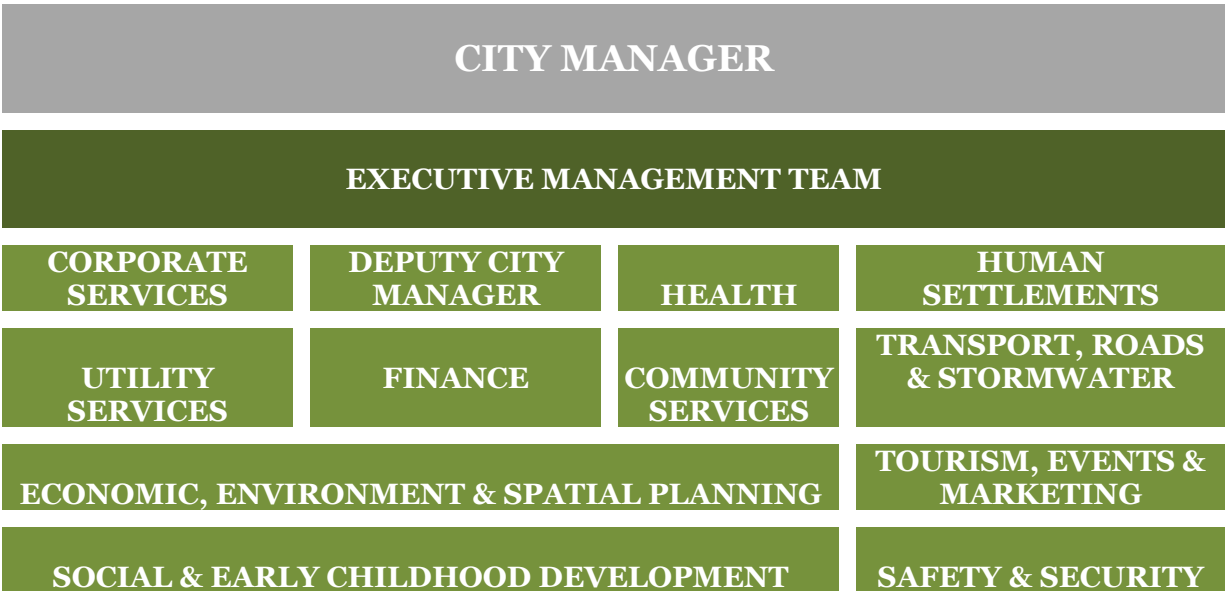 CITY MANAGER
EXECUTIVE MANAGEMENT TEAM
CORPORATE
SERVICES
DEPUTY CITY
MANAGER
HEALTH
HUMAN
SETTLEMENTS
UTILITY
SERVICES
FINANCE
COMMUNITY
SERVICES
TRANSPORT, ROADS
& STORMWATER
ECONOMIC, ENVIRONMENT & SPATIAL PLANNING
TOURISM, EVENTS &
MARKETING
SOCIAL & EARLY CHILDHOOD DEVELOPMENT
SAFETY & SECURITY